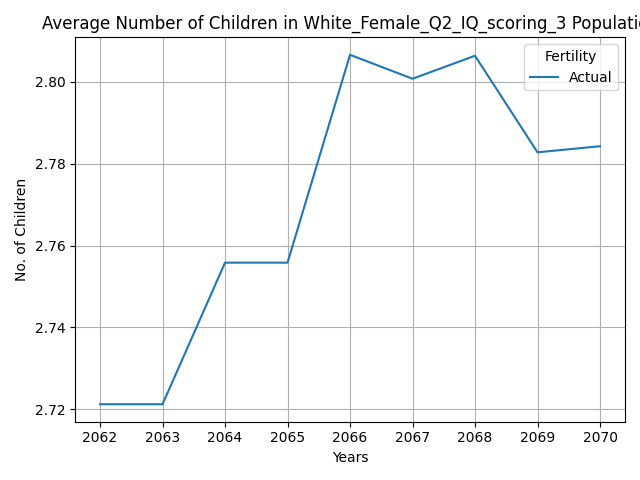 Average Number of Children in White_Female_Q2_IQ_scoring_3 Populatio
Fertility
Actual
No. of Children
2.80
2.78
2.76
2.74
2.72
2062 2063 2064 2065 2066 2067 2068 2069 2070
Years